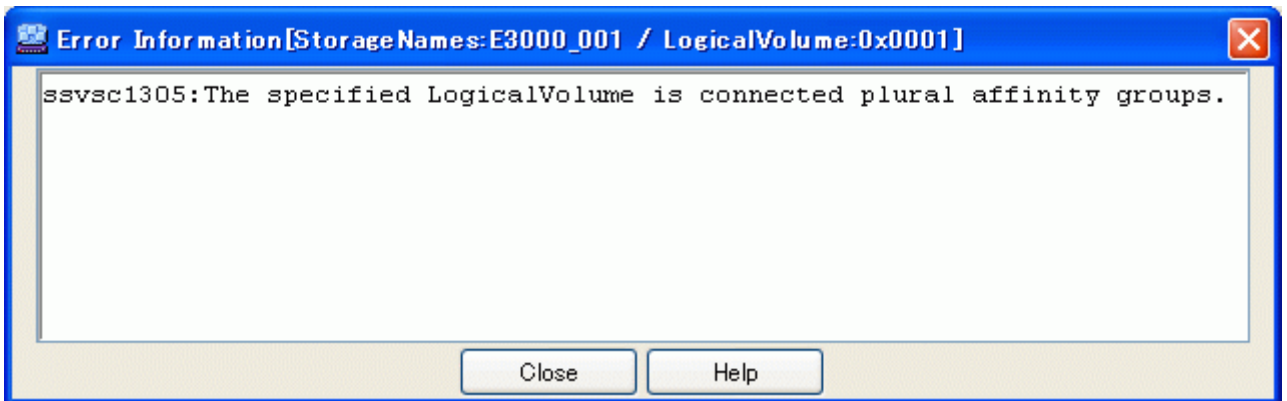 Error Information[StorageNames:E3000_001 / LogicalVolume:0x0001]
ssvsc1305:The specified LogicalVolume is connected plural affinity groups.
Close Help